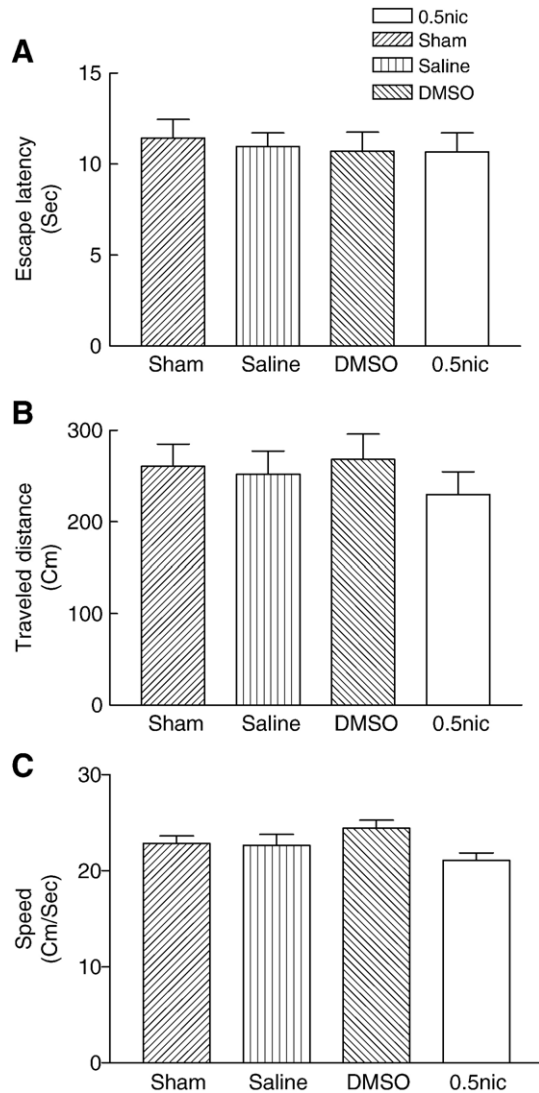 0.5nic
Sham
Saline
DMSO
A
15
10
5
0
Escape latency
(Sec)
Sham Saline DMSO 0.5nic
B
300
200
100
0
Traveled distance
(Cm)
Sham Saline DMSO 0.5nic
C
30
20
10
0
Speed
(Cm/Sec)
Sham Saline DMSO 0.5nic